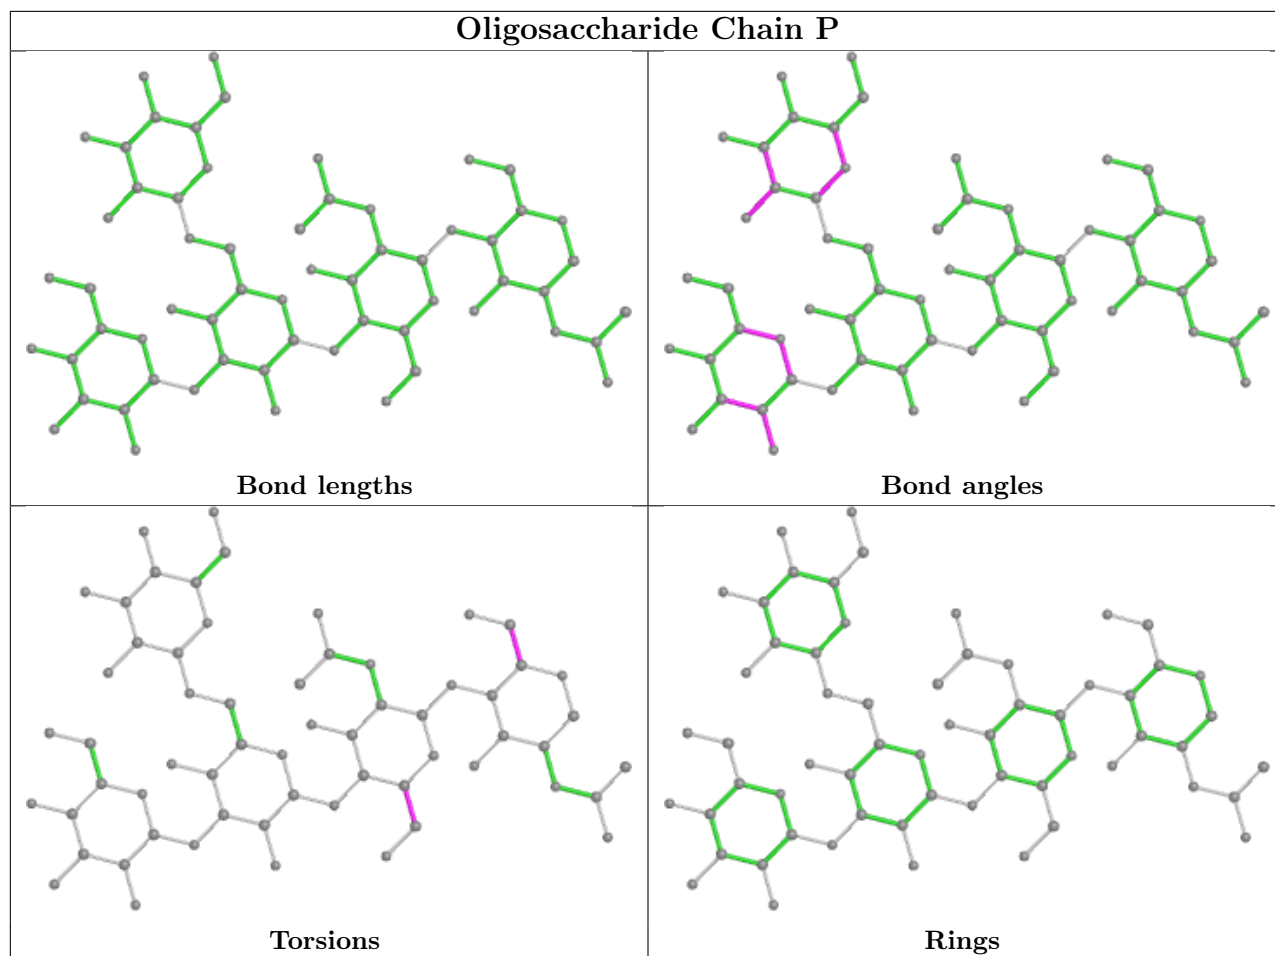 Oligosaccharide Chain P
Bond lengths
Bond angles
Torsions
Rings